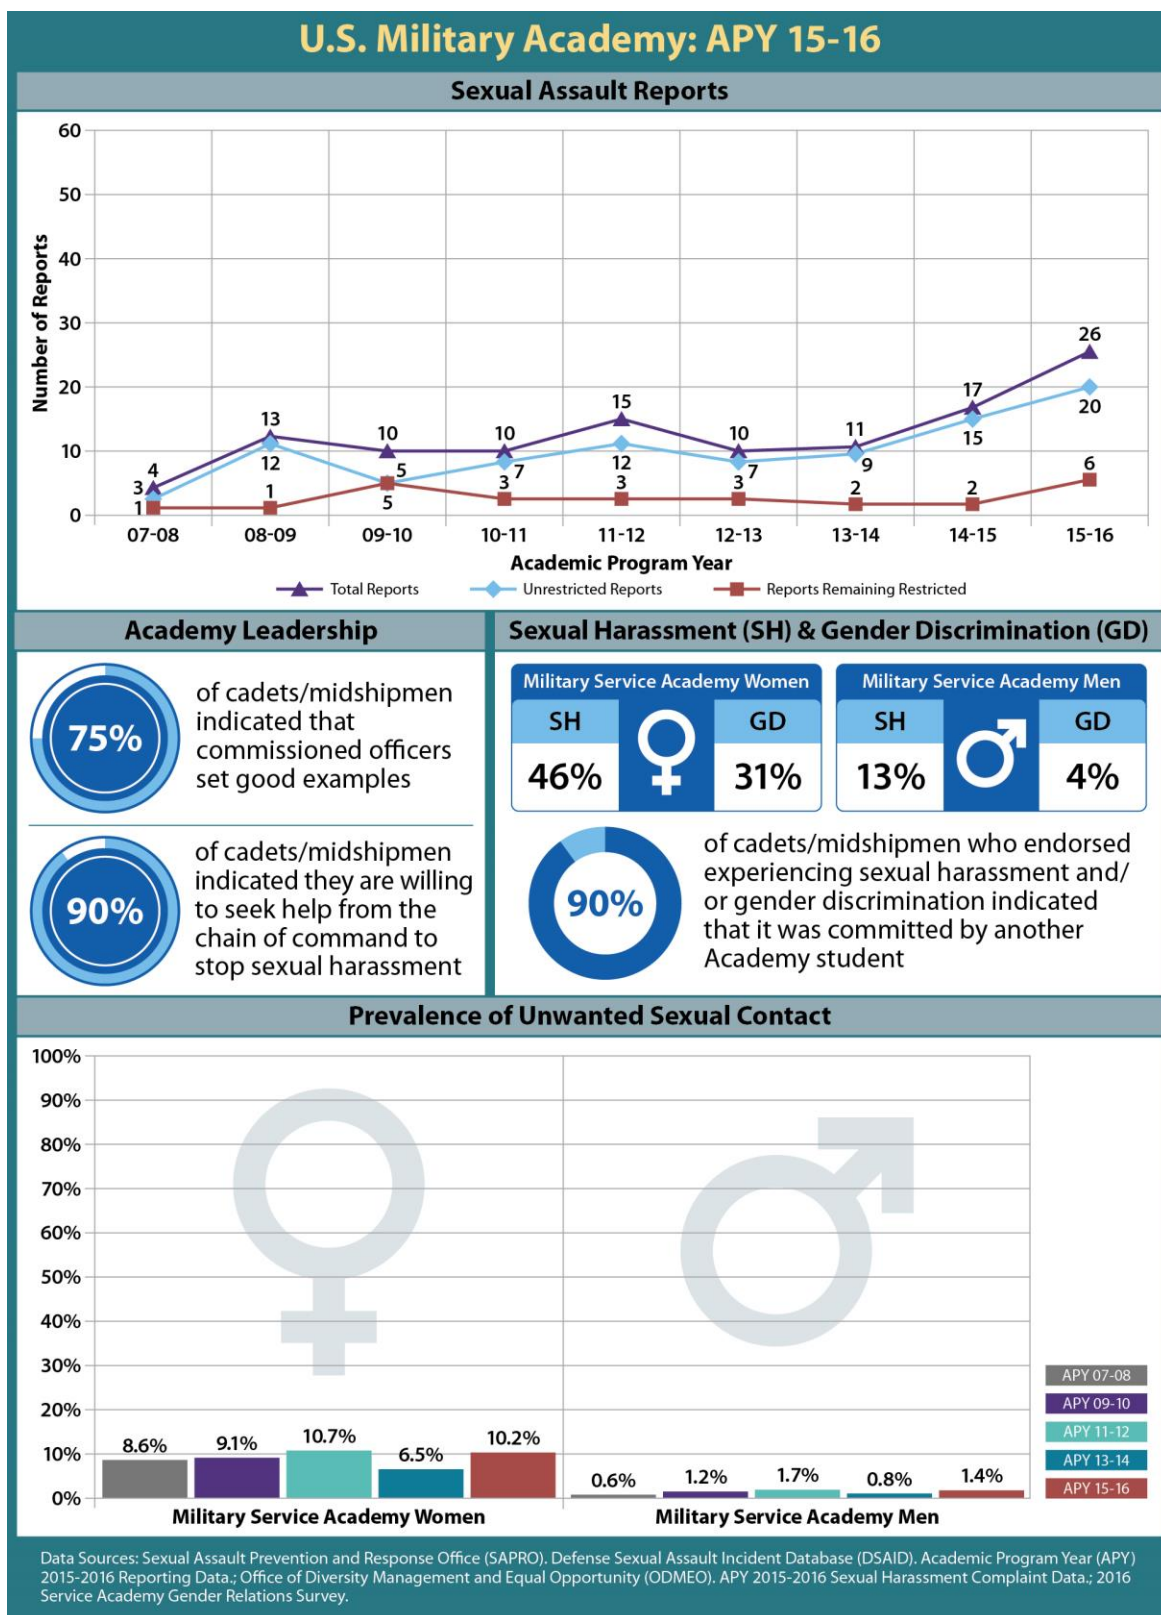 U.S. Military Academy: APY 15-16
Sexual Assault Reports
60
50
40
30
20
10
0
Number of Reports
4
13
10
10
15
10
11
17
26
3
12
5
7
12
7
9
15
20
1
1
5
3
3
3
2
2
6
07-08 08-09 09-10 10-11 11-12 12-13 13-14 14-15 15-16
Academic Program Year
Total Reports Unrestricted Reports Reports Remaining Restricted
Academy Leadership
75%
of cadets/midshipmen
indicated that
commissioned officers
set good examples
90%
of cadets/midshipmen
indicated they are willing
to seek help from the
chain of command to
stop sexual harassment
Sexual Harassment (SH) & Gender Discrimination (GD)
Military Service Academy Women
SH GD
46% 31%
Military Service Academy Men
SH GD
13% 4%
90%
of cadets/midshipmen who endorsed
experiencing sexual harassment and/
or gender discrimination indicated
that it was committed by another
Academy student
Prevalence of Unwanted Sexual Contact
100%
90%
80%
70%
60%
50%
40%
30%
20%
10%
0%
8.6% 9.1% 10.7% 6.5% 10.2%
0.6% 1.2% 1.7% 0.8% 1.4%
Military Service Academy Women Military Service Academy Men
APY 07-08
APY 09-10
APY 11-12
APY 13-14
APY 15-16
Data Sources: Sexual Assault Prevention and Response Office (SAPRO). Defense Sexual Assault Incident Database (DSAID). Academic Program Year (APY)
2015-2016 Reporting Data.; Office of Diversity Management and Equal Opportunity (ODMEO). APY 2015-2016 Sexual Harassment Complaint Data.; 2016
Service Academy Gender Relations Survey.